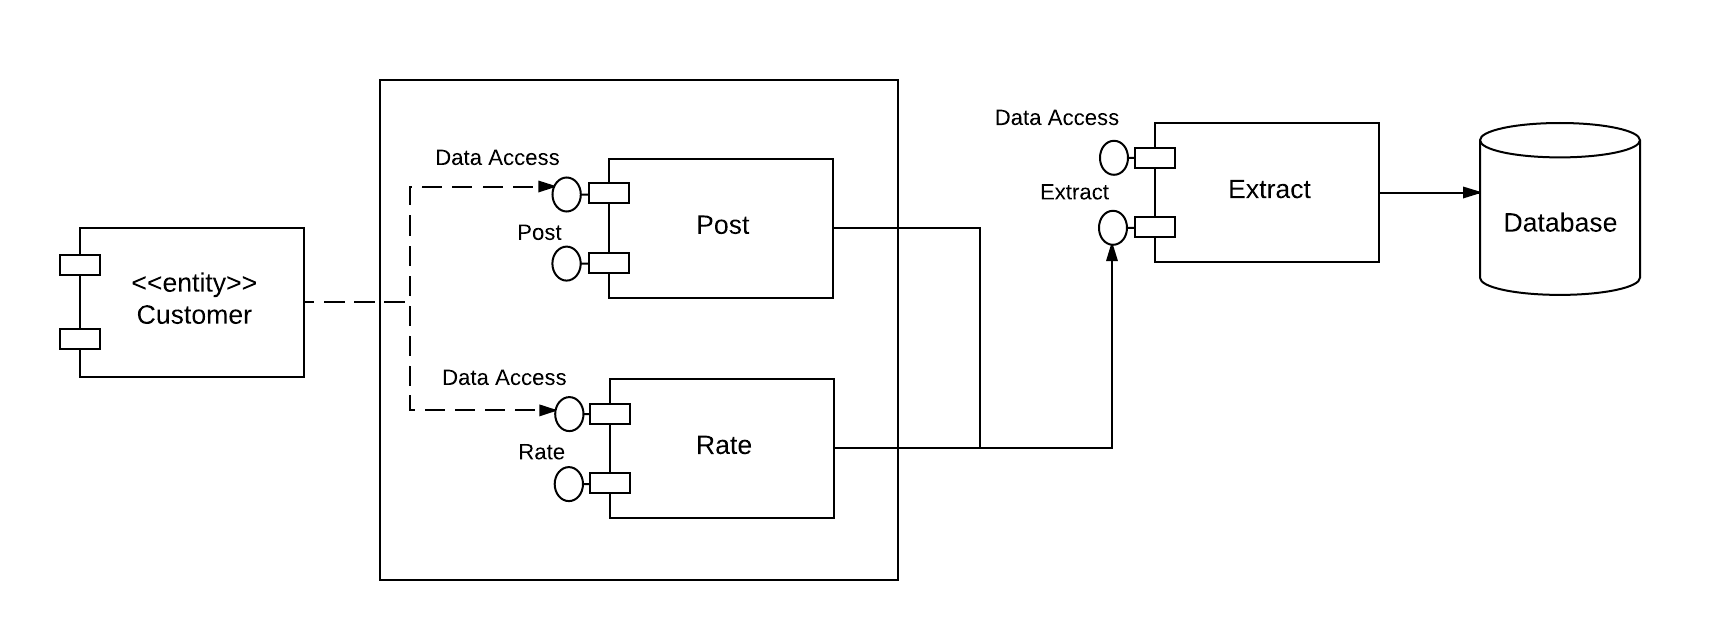 <<entity>>
Customer
Data Access
Post
Post
Data Access
Rate
Rate
Data Access
Extract
Extract
Database